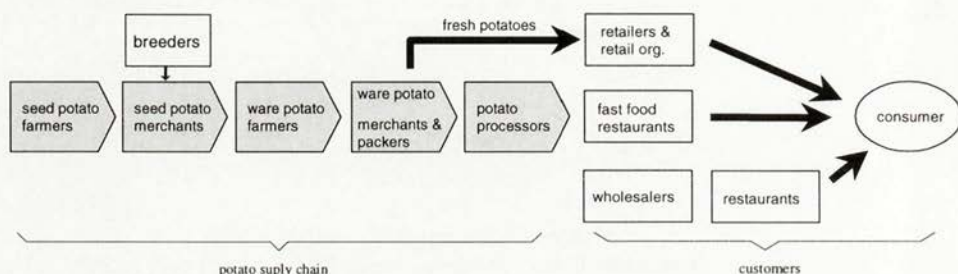 fresh potatoes
breeders
retailers &
retail org.
seed potato
farmers
seed potato
merchants
ware potato
farmers
ware potato
merchants &
packers
potato
processors
fast food
restaurants
consumer
wholesalers
restaurants
potato suply chain
customers